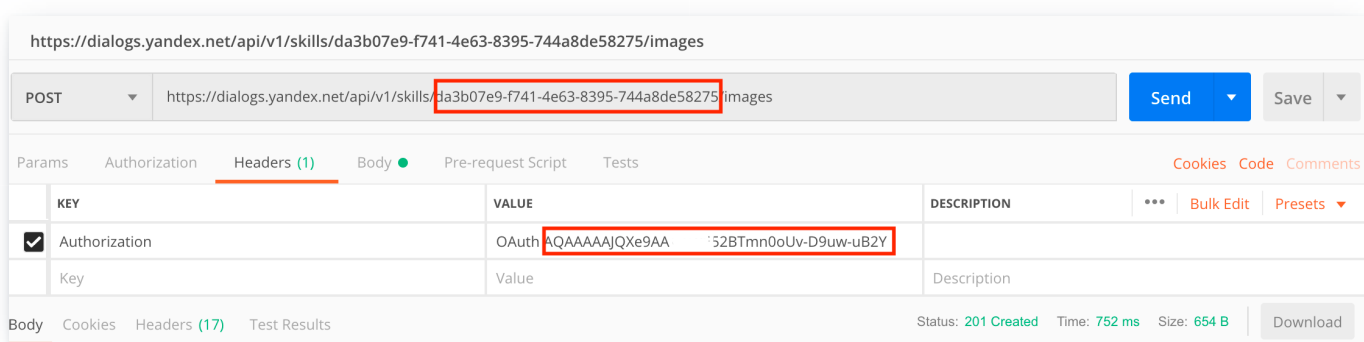 https://dialogs.yandex.net/api/v1/skills/da3b07e9-f741-4e63-8395-744a8de58275/images
POST https://dialogs.yandex.net/api/v1/skills/da3b07e9-f741-4e63-8395-744a8de58275/images Send Save
Params Authorization Headers (1) Body Pre-request Script Tests Cookies Code Comments
KEY VALUE DESCRIPTION ••• Bulk Edit Presets
Authorization OAuth AQAAAAAJQXe9AA 52BTmn0oUv-D9uw-uB2Y
Key Value Description
Body Cookies Headers (17) Test Results Status: 201 Created Time: 752 ms Size: 654 B Download